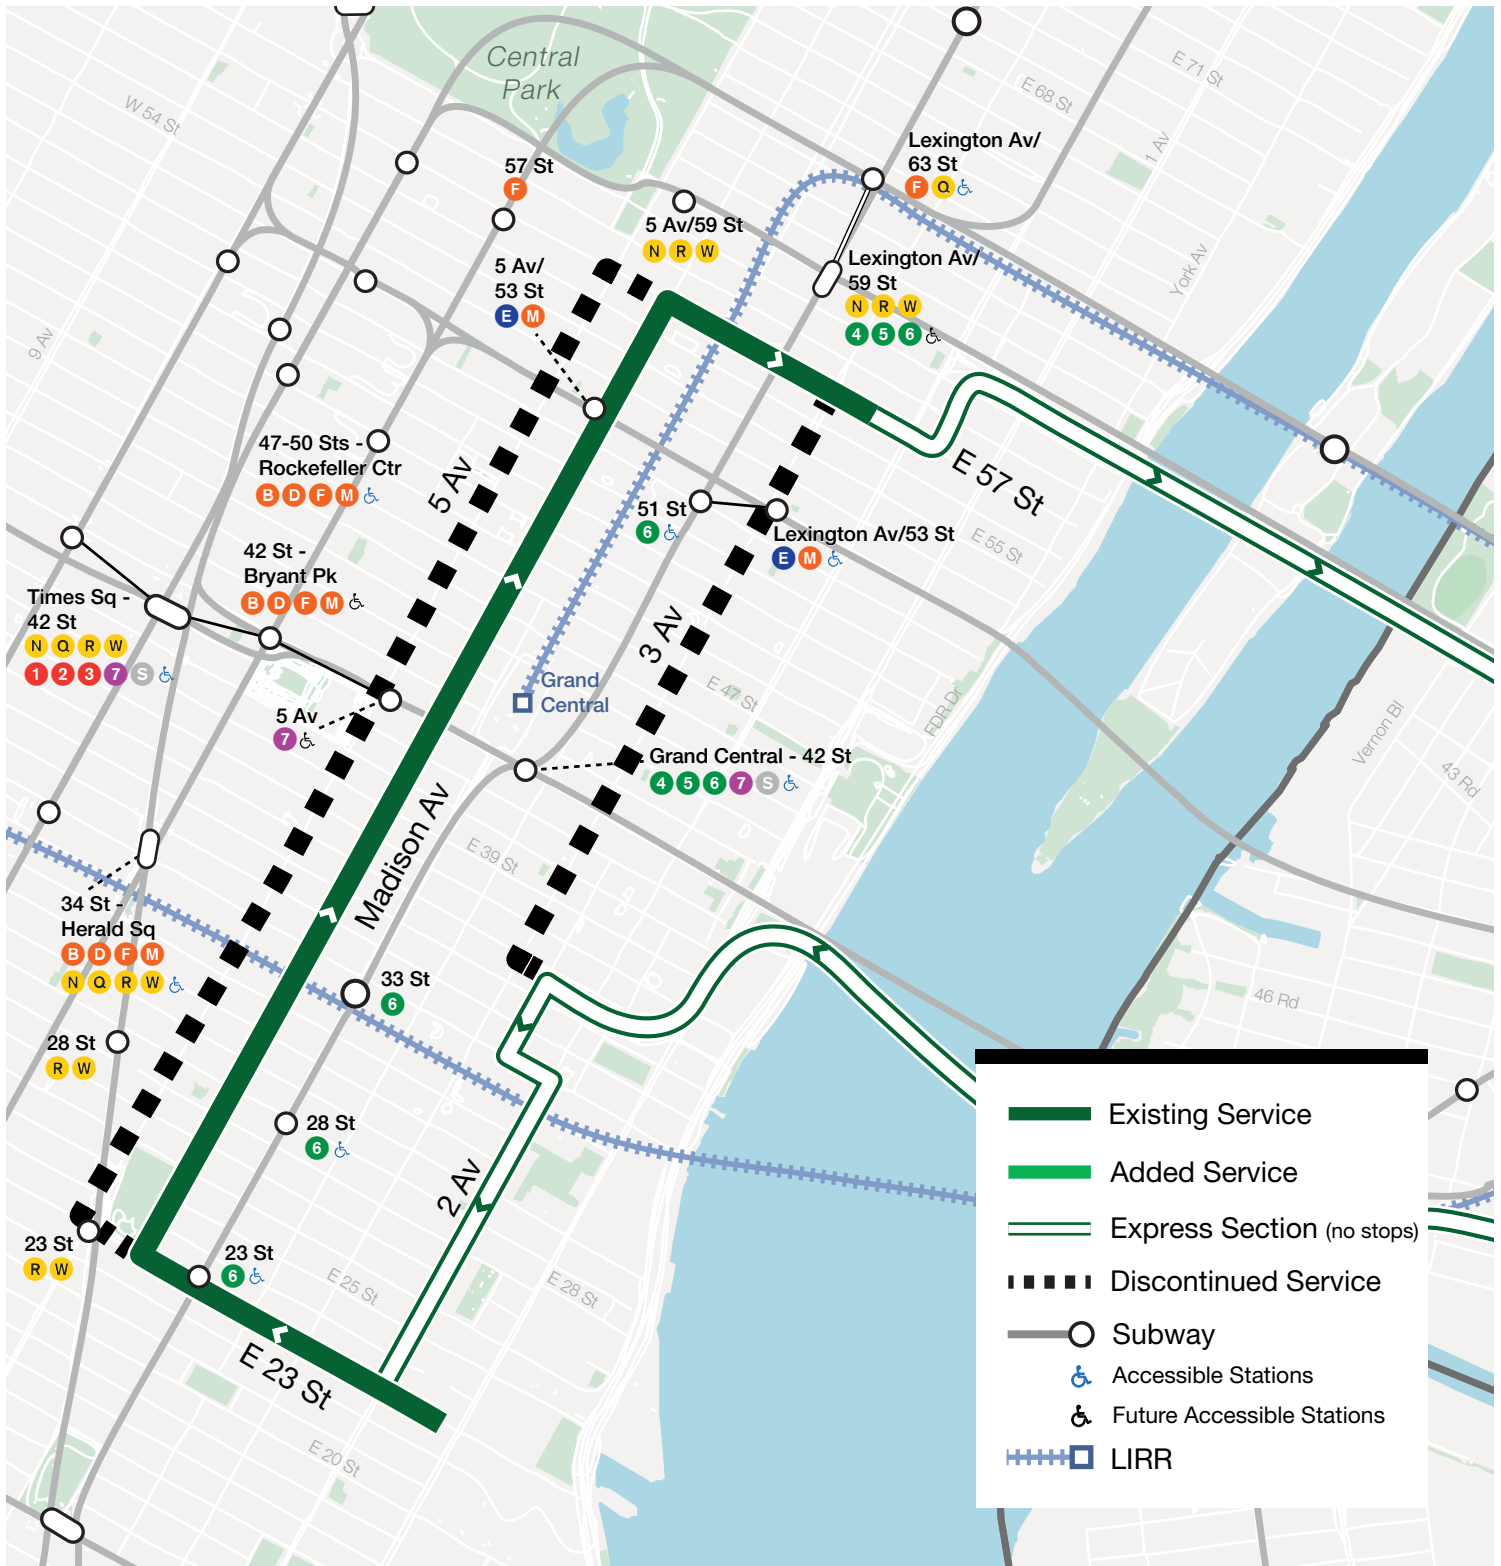 Central
Park
W 54 St
E 71 St
E 68 St
1 Av
Lexington Av/
63 St
F Q
57 St
F
5 Av/59 St
N R W
5 Av/
53 St
E M
Lexington Av/
59 St
N R W
4 5 6
York Av
9 Av
47-50 Sts -
Rockefeller Ctr
B D F M
5 Av
E 57 St
51 St
6
Lexington Av/53 St
E M
E 55 St
42 St -
Bryant Pk
B D F M
Times Sq -
42 St
N Q R W
1 2 3 7 S
3 Av
Grand
Central
E 47 St
FDR Dr
5 Av
7
Vernon Bl
43 Rd
Grand Central - 42 St
4 5 6 7 S
Madison Av
E 39 St
34 St -
Herald Sq
B D F M
N Q R W
33 St
6
46 Rd
28 St
R W
28 St
6
2 Av
23 St
R W
23 St
6
E 25 St
E 28 St
E 23 St
E 20 St
Existing Service
Added Service
Express Section (no stops)
Discontinued Service
Subway
Accessible Stations
Future Accessible Stations
LIRR